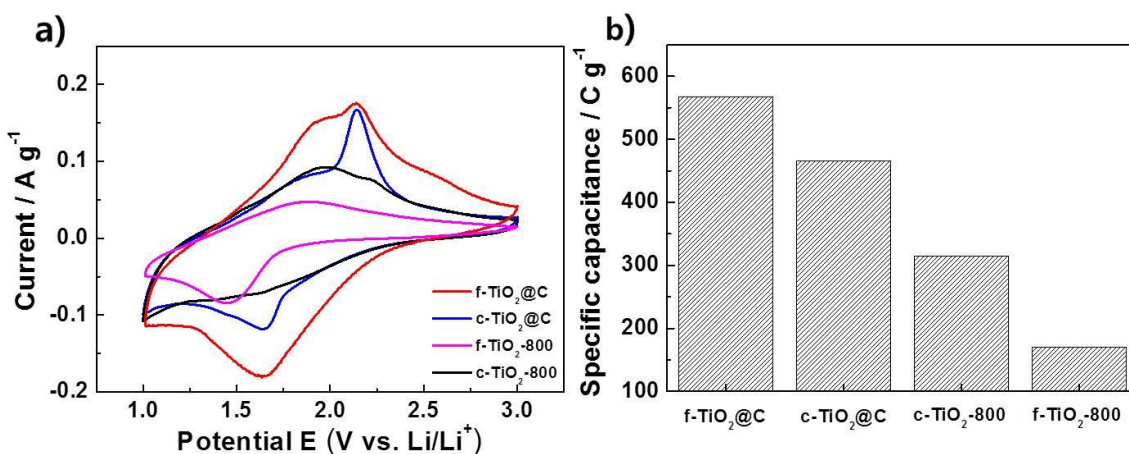 a)
Current / A g⁻¹
0.2
0.1
0.0
-0.1
-0.2
1.0 1.5 2.0 2.5 3.0
Potential E (V vs. Li/Li⁺)
f-TiO₂@C
c-TiO₂@C
f-TiO₂-800
c-TiO₂-800
b)
Specific capacitance / C g⁻¹
600
500
400
300
200
100
f-TiO₂@C c-TiO₂@C c-TiO₂-800 f-TiO₂-800